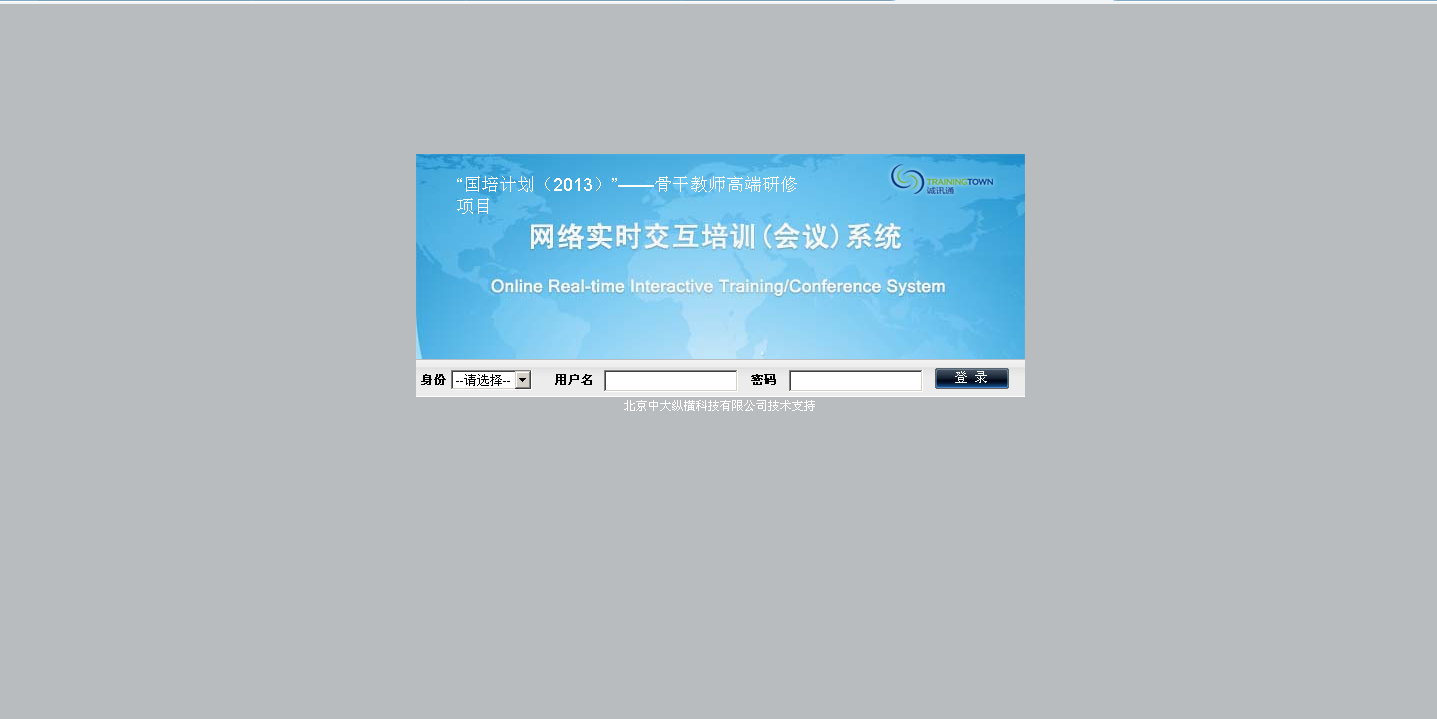 “国培计划（2013）”——骨干教师高端研修
项目
TRAININGTOWN
诚讯通
网络实时交互培训(会议)系统
Online Real-time Interactive Training/Conference System
身份 --请选择-- 用户名 密码 登 录
北京中大纵横科技有限公司技术支持